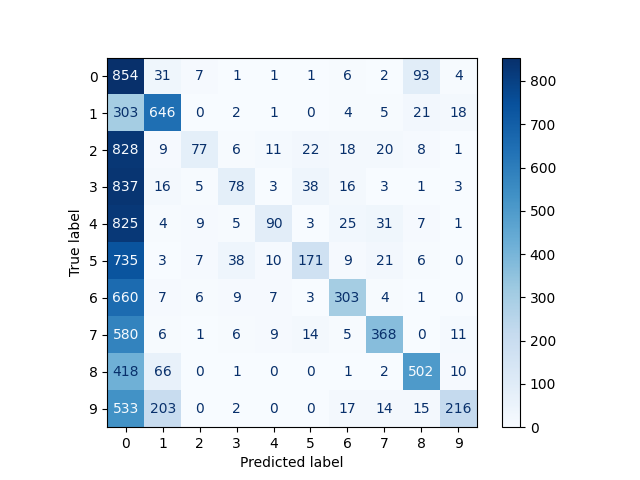 0 854 31 7 1 1 1 6 2 93 4
1 303 646 0 2 1 0 4 5 21 18
2 828 9 77 6 11 22 18 20 8 1
3 837 16 5 78 3 38 16 3 1 3
4 825 4 9 5 90 3 25 31 7 1
5 735 3 7 38 10 171 9 21 6 0
6 660 7 6 9 7 3 303 4 1 0
7 580 6 1 6 9 14 5 368 0 11
8 418 66 0 1 0 0 1 2 502 10
9 533 203 0 2 0 0 17 14 15 216
0 1 2 3 4 5 6 7 8 9
Predicted label
True label
800
700
600
500
400
300
200
100
0